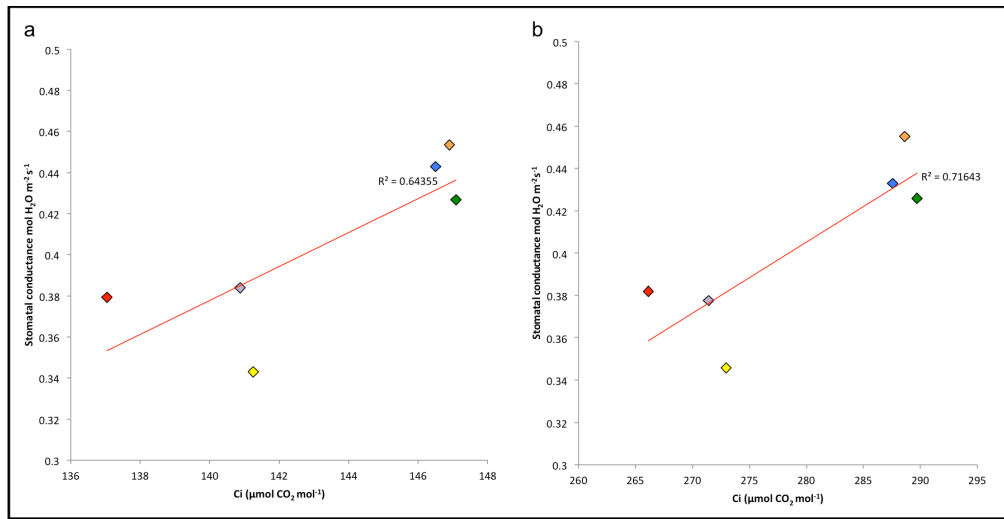 a
0.5
0.48
0.46
0.44
0.42
0.4
0.38
0.36
0.34
0.32
0.3
Stomatal conductance mol H₂O m⁻² s⁻¹
R² = 0.64355
136 138 140 142 144 146 148
Ci (µmol CO₂ mol⁻¹)
b
0.5
0.48
0.46
0.44
0.42
0.4
0.38
0.36
0.34
0.32
0.3
Stomatal conductance mol H₂O m⁻² s⁻¹
R² = 0.71643
260 265 270 275 280 285 290 295
Ci (µmol CO₂ mol⁻¹)